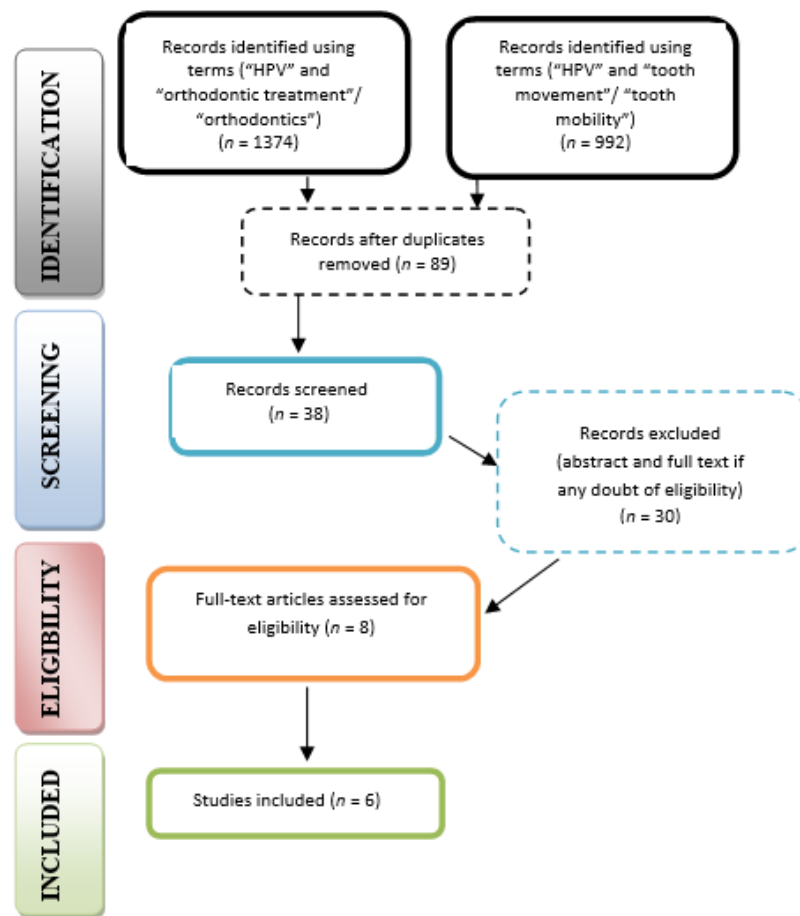 IDENTIFICATION
Records identified using
terms (“HPV” and
“orthodontic treatment”/
“orthodontics”)
(n = 1374)
Records identified using
terms (“HPV” and “tooth
movement”/ “tooth
mobility”)
(n = 992)
Records after duplicates
removed (n = 89)
SCREENING
Records screened
(n = 38)
Records excluded
(abstract and full text if
any doubt of eligibility)
(n = 30)
ELIGIBILITY
Full-text articles assessed for
eligibility (n = 8)
INCLUDED
Studies included (n = 6)